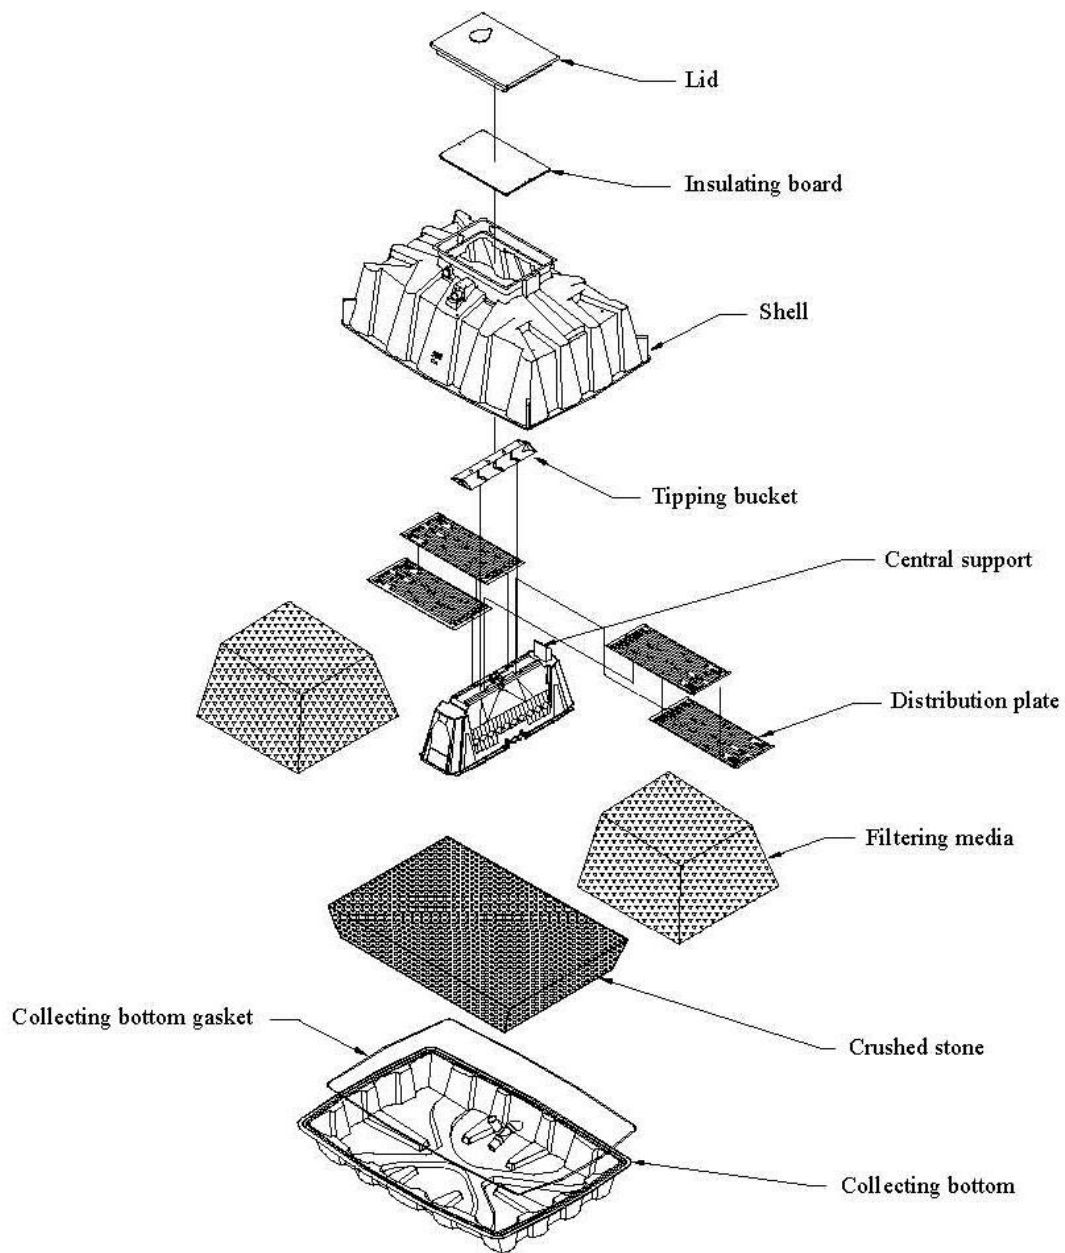 Lid
Insulating board
Shell
Tipping bucket
Central support
Distribution plate
Filtering media
Collecting bottom gasket
Crushed stone
Collecting bottom